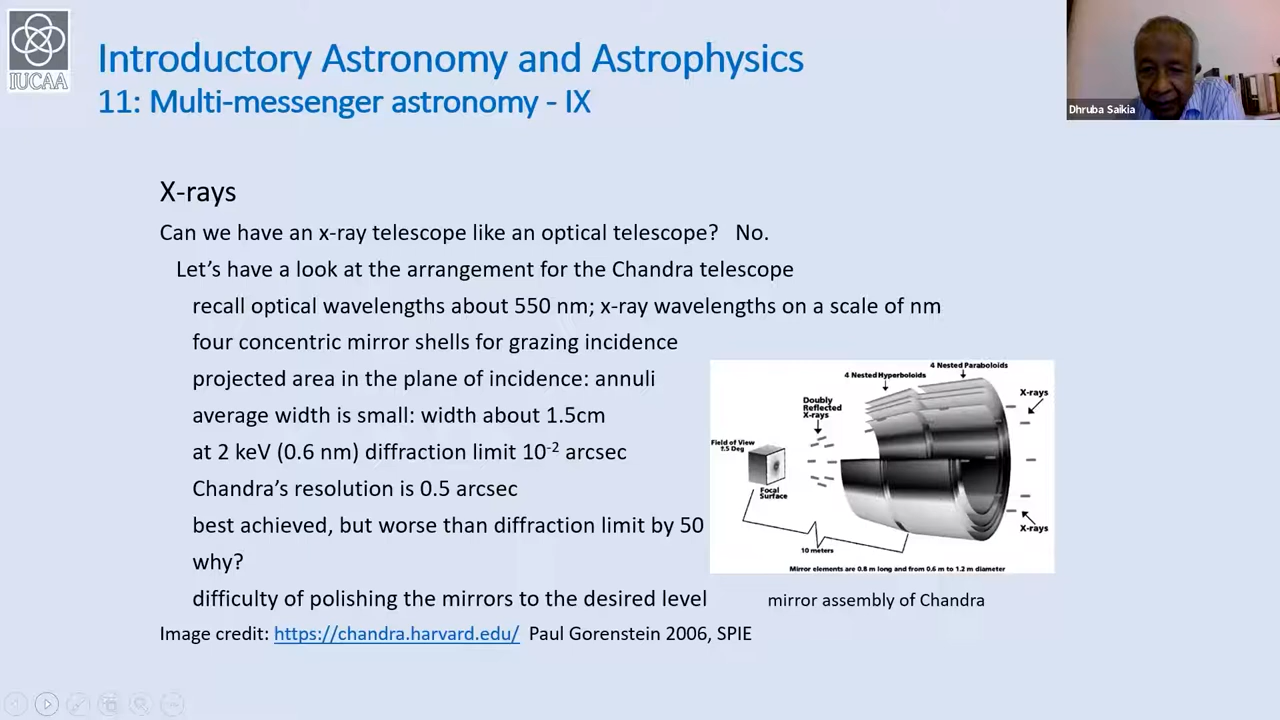 IUCAA
Introductory Astronomy and Astrophysics
11: Multi-messenger astronomy - IX
Dhruba Saikia
X-rays
Can we have an x-ray telescope like an optical telescope? No.
Let's have a look at the arrangement for the Chandra telescope
recall optical wavelengths about 550 nm; x-ray wavelengths on a scale of nm
four concentric mirror shells for grazing incidence
projected area in the plane of incidence: annuli
average width is small: width about 1.5cm
at 2 keV (0.6 nm) diffraction limit 10⁻² arcsec
Chandra's resolution is 0.5 arcsec
best achieved, but worse than diffraction limit by 50
why?
difficulty of polishing the mirrors to the desired level
4 Nested Paraboloids
4 Nested Hyperboloids
X-rays
Doubly
Reflected
X-rays
Field of View
1.5 Deg
Focal
Surface
X-rays
10 meters
Mirror elements are 0.8 m long and from 0.6 m to 1.2 m diameter
mirror assembly of Chandra
Image credit: https://chandra.harvard.edu/ Paul Gorenstein 2006, SPIE